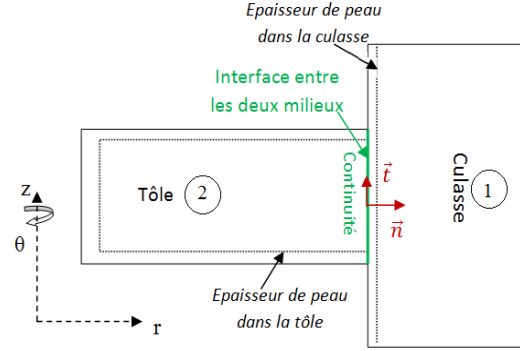 Epaisseur de peau
dans la culasse
Interface entre
les deux milieux
Continuité
Tôle 2
Culasse 1
t
n
z
θ
r
Epaisseur de peau
dans la tôle